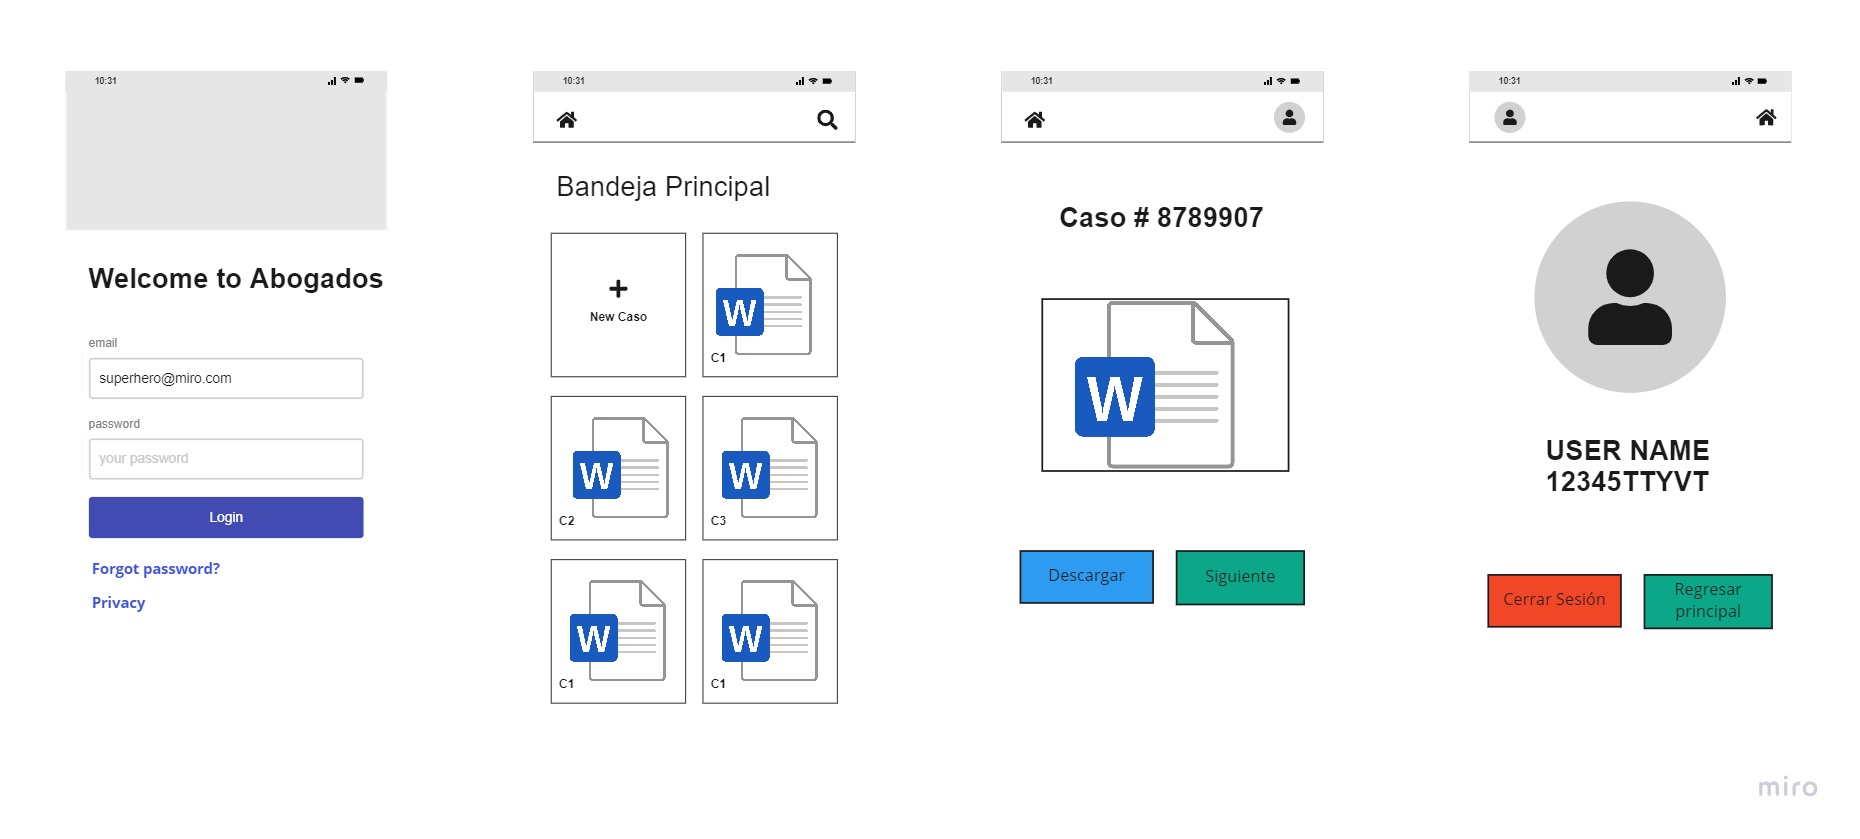 10:31
Welcome to Abogados
email
superhero@miro.com
password
your password
Login
Forgot password?
Privacy
10:31
Bandeja Principal
New Caso
W
C1
W
C2
W
C3
W
C1
W
C1
10:31
Caso # 8789907
W
Descargar
Siguiente
10:31
USER NAME
12345TTYVT
Cerrar Sesión
Regresar
principal
miro